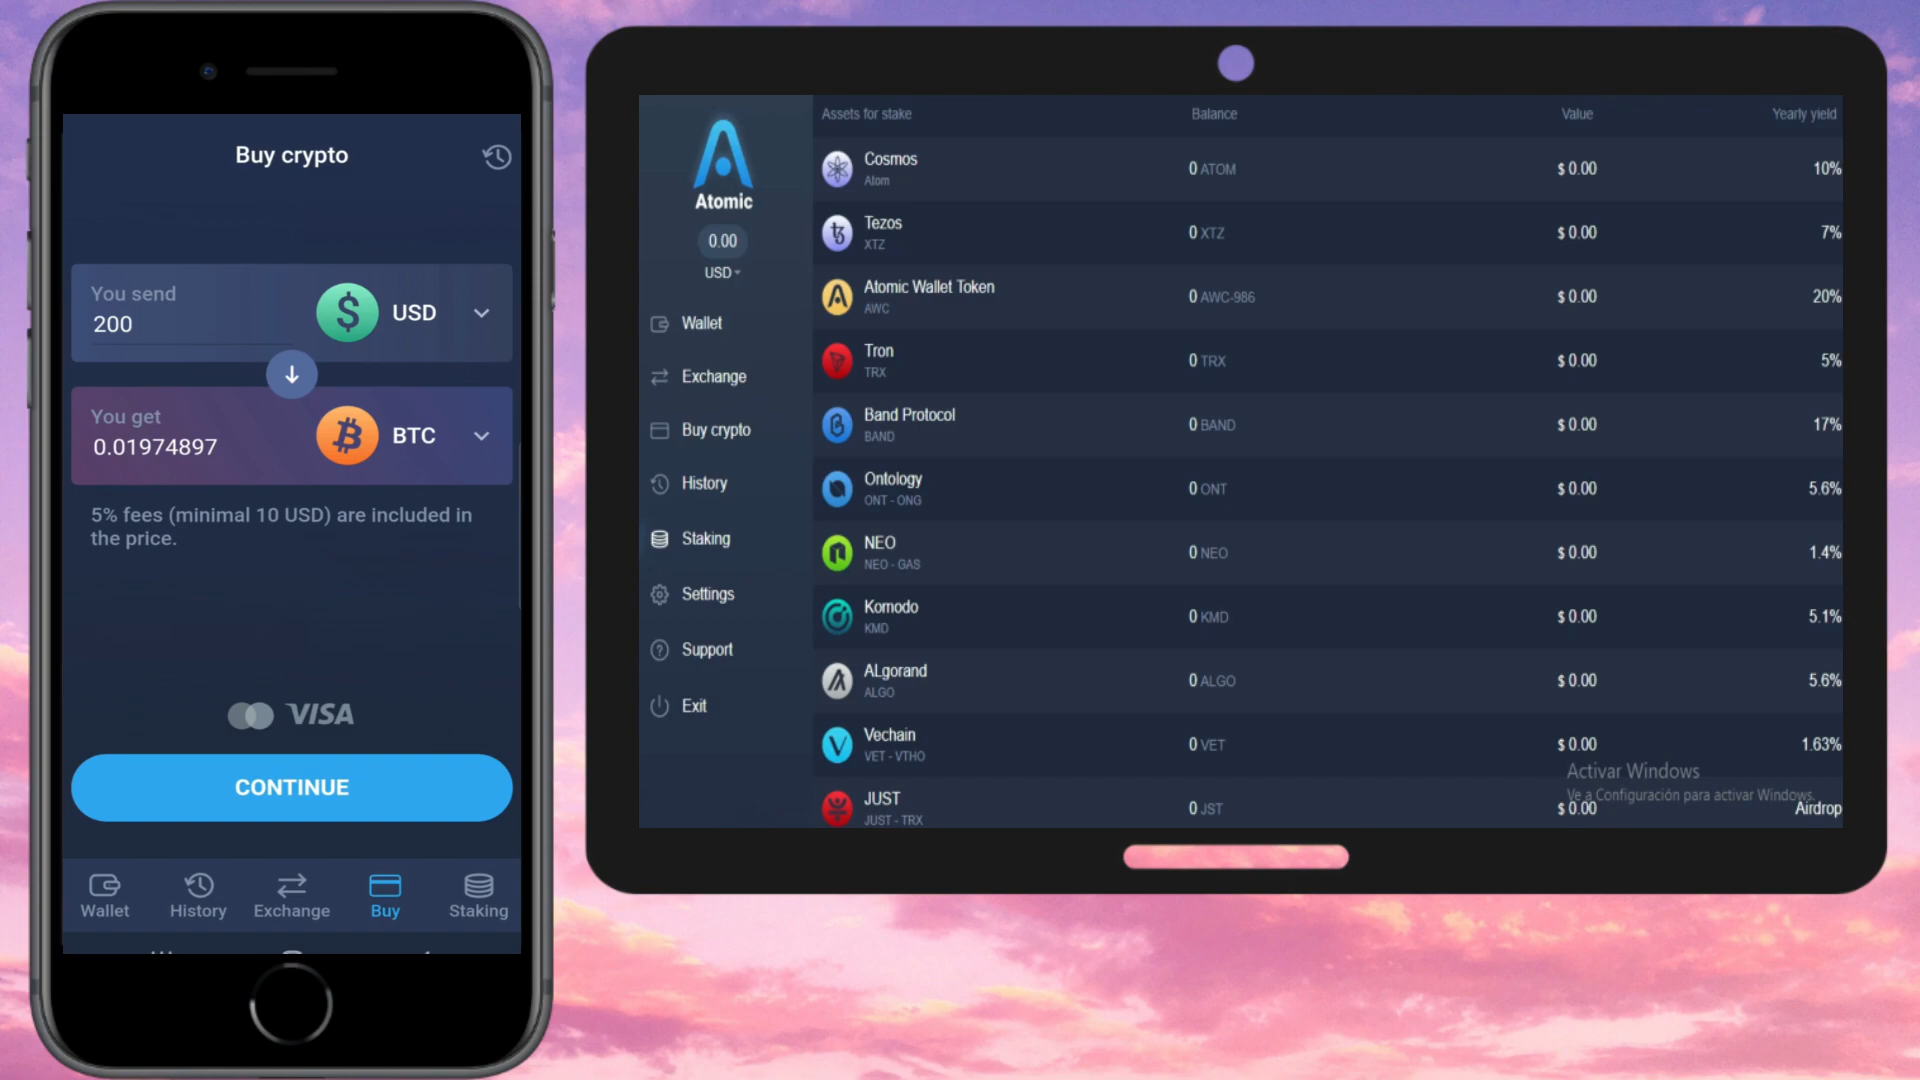 Buy crypto
You send
200
USD
You get
0.01974897
BTC
5% fees (minimal 10 USD) are included in
the price.
VISA
CONTINUE
Wallet
History
Exchange
Buy
Staking
Atomic
0.00
USD
Wallet
Exchange
Buy crypto
History
Staking
Settings
Support
Exit
Assets for stake Balance Value Yearly yield
Cosmos
Atom
0 ATOM $ 0.00 10%
Tezos
XTZ
0 XTZ $ 0.00 7%
Atomic Wallet Token
AWC
0 AWC-986 $ 0.00 20%
Tron
TRX
0 TRX $ 0.00 5%
Band Protocol
BAND
0 BAND $ 0.00 17%
Ontology
ONT - ONG
0 ONT $ 0.00 5.6%
NEO
NEO - GAS
0 NEO $ 0.00 1.4%
Komodo
KMD
0 KMD $ 0.00 5.1%
ALgorand
ALGO
0 ALGO $ 0.00 5.6%
Vechain
VET - VTHO
0 VET $ 0.00 1.63%
JUST
JUST - TRX
0 JST $ 0.00 Airdrop
Activar Windows
Ve a Configuración para activar Windows.